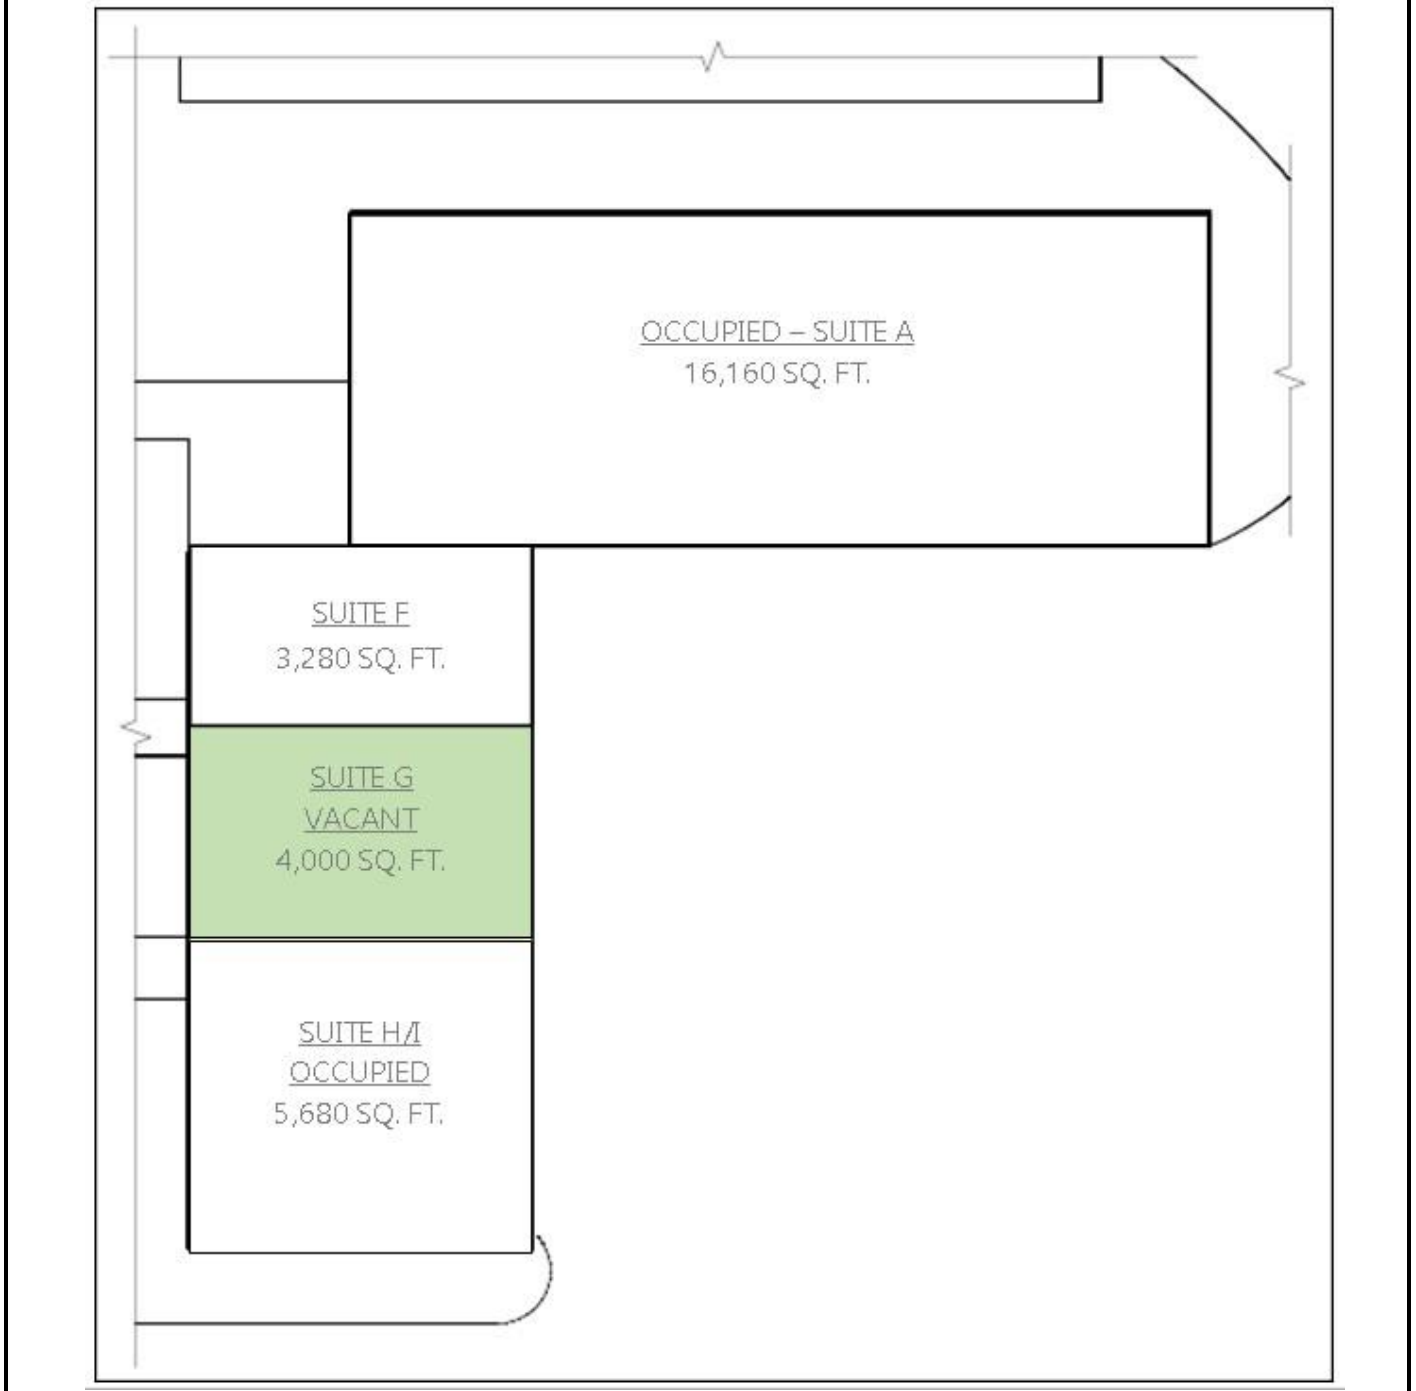 OCCUPIED – SUITE A
16,160 SQ. FT.
SUITE F
3,280 SQ. FT.
SUITE G
VACANT
4,000 SQ. FT.
SUITE H/I
OCCUPIED
5,680 SQ. FT.